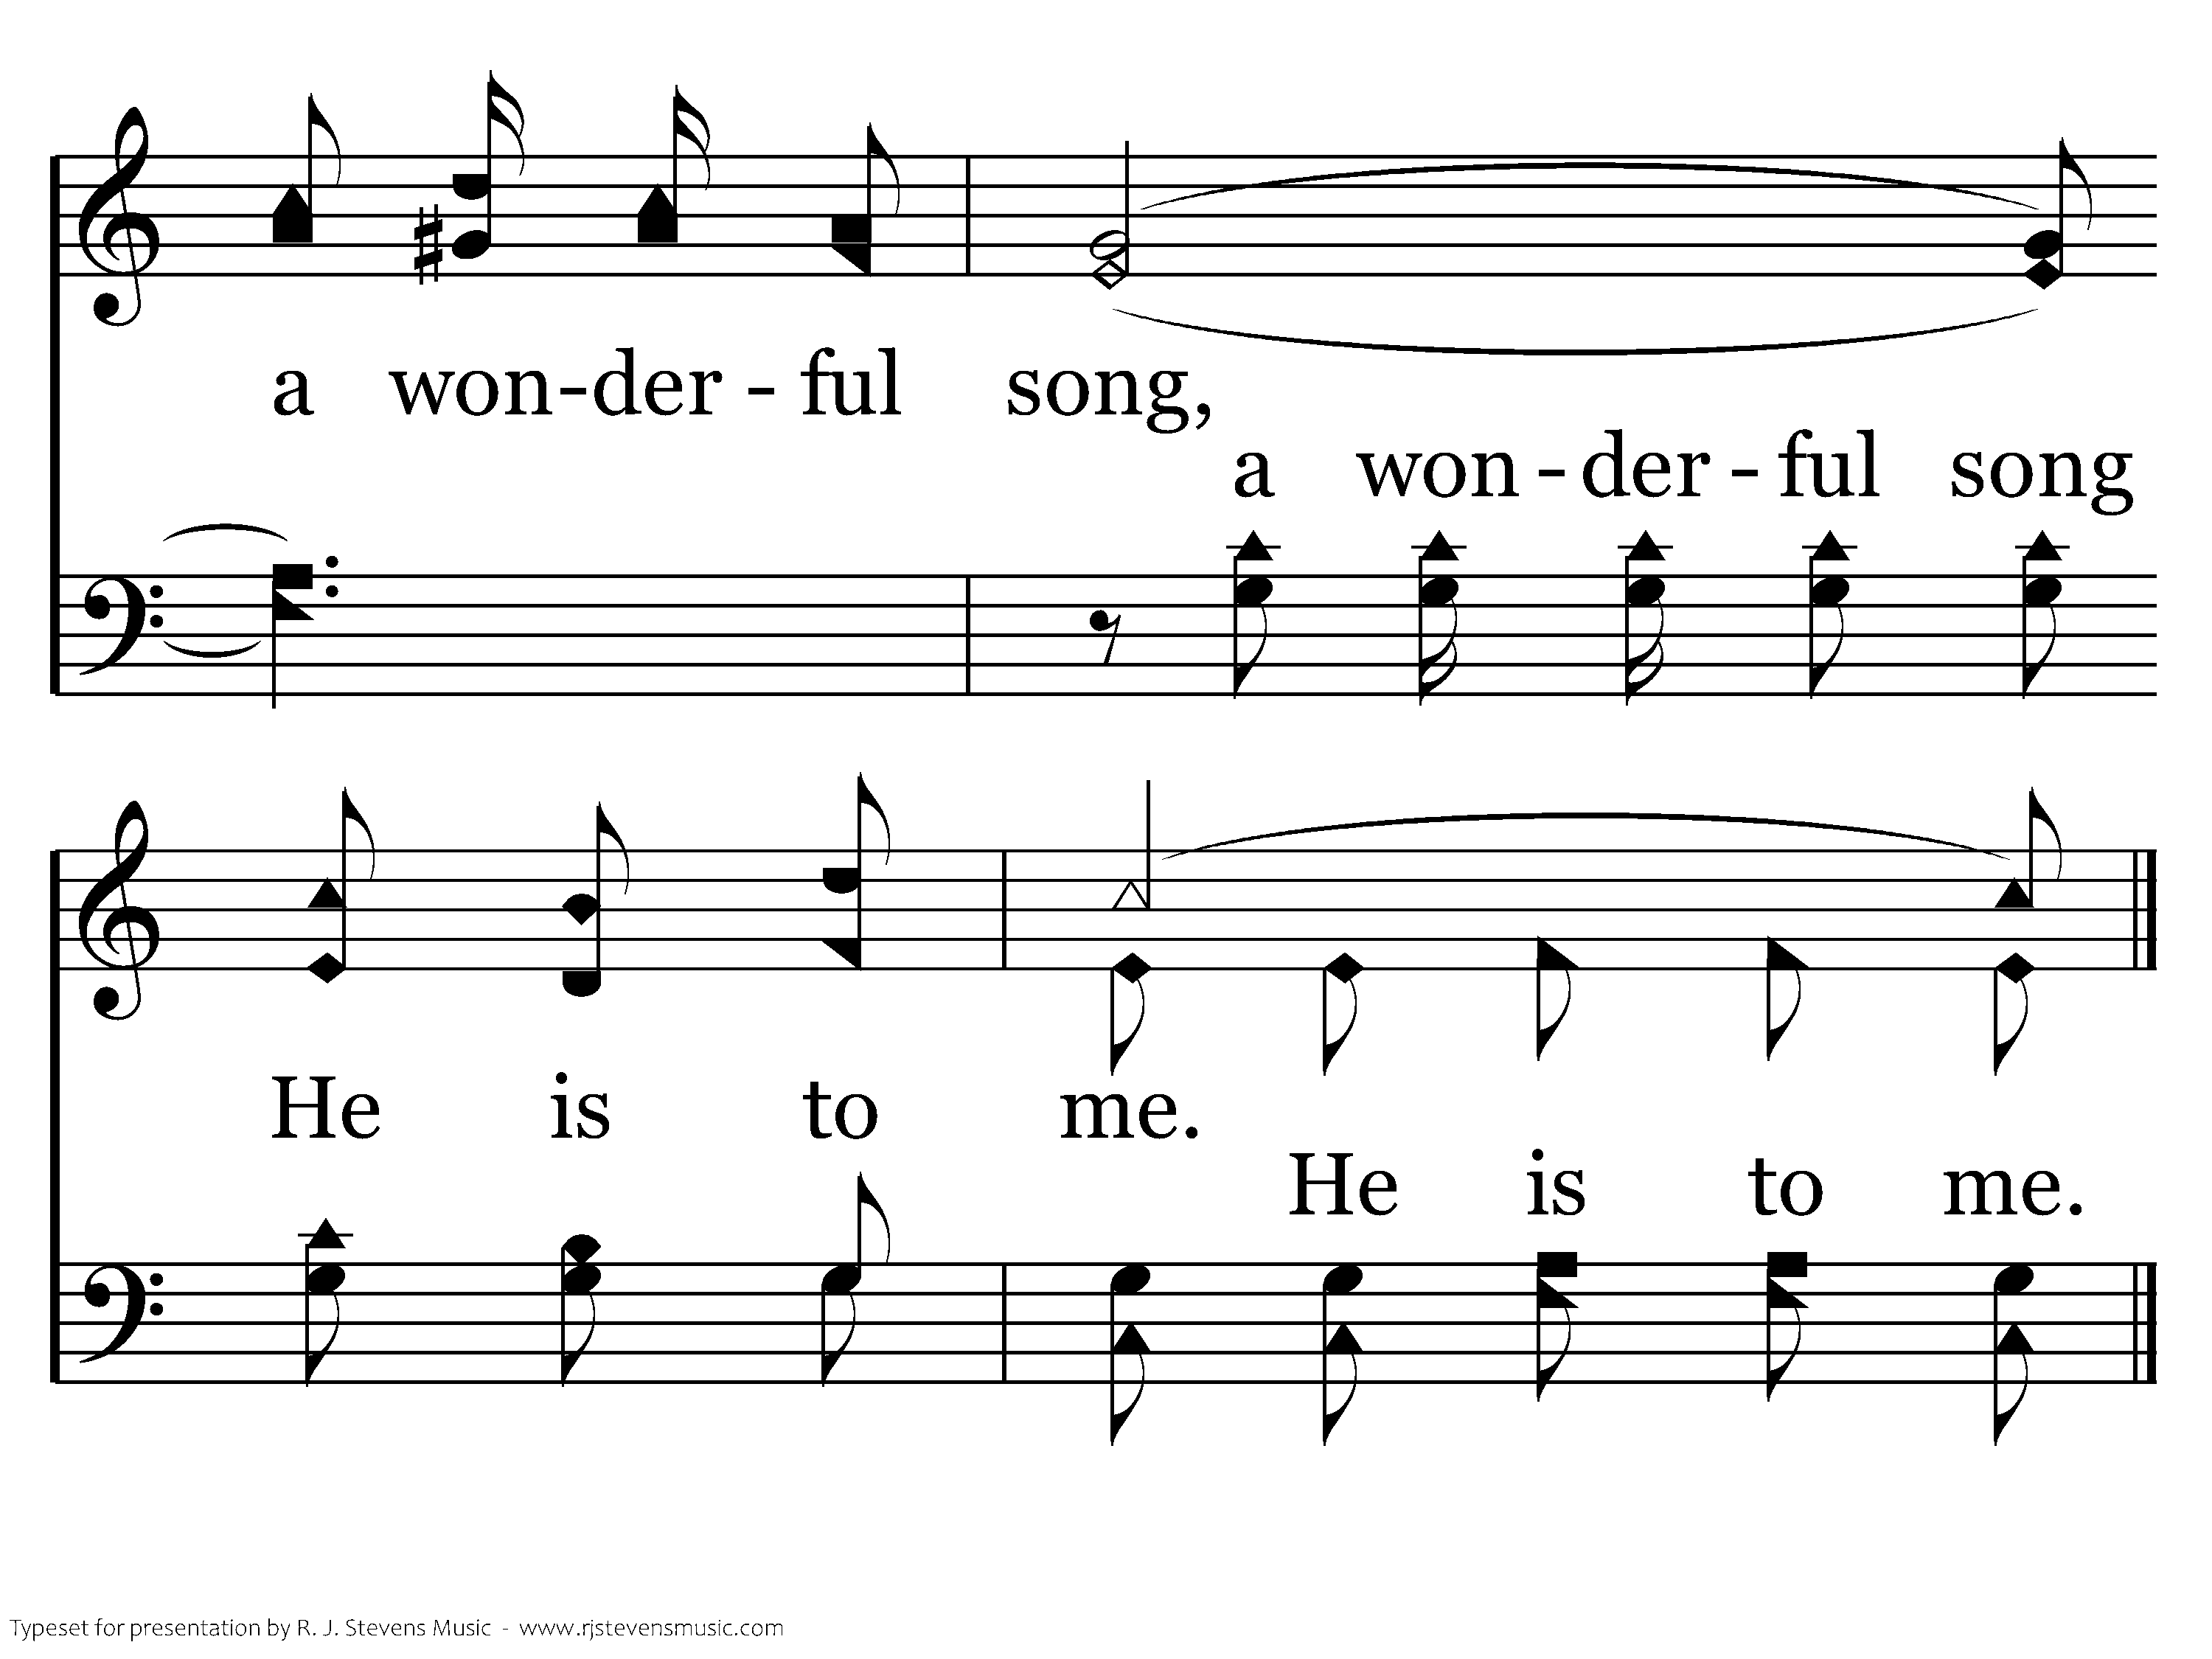 a won-der - ful song,
a won - der - ful song
He is to me.
He is to me.
Typeset for presentation by R. J. Stevens Music - www.rjstevensmusic.com